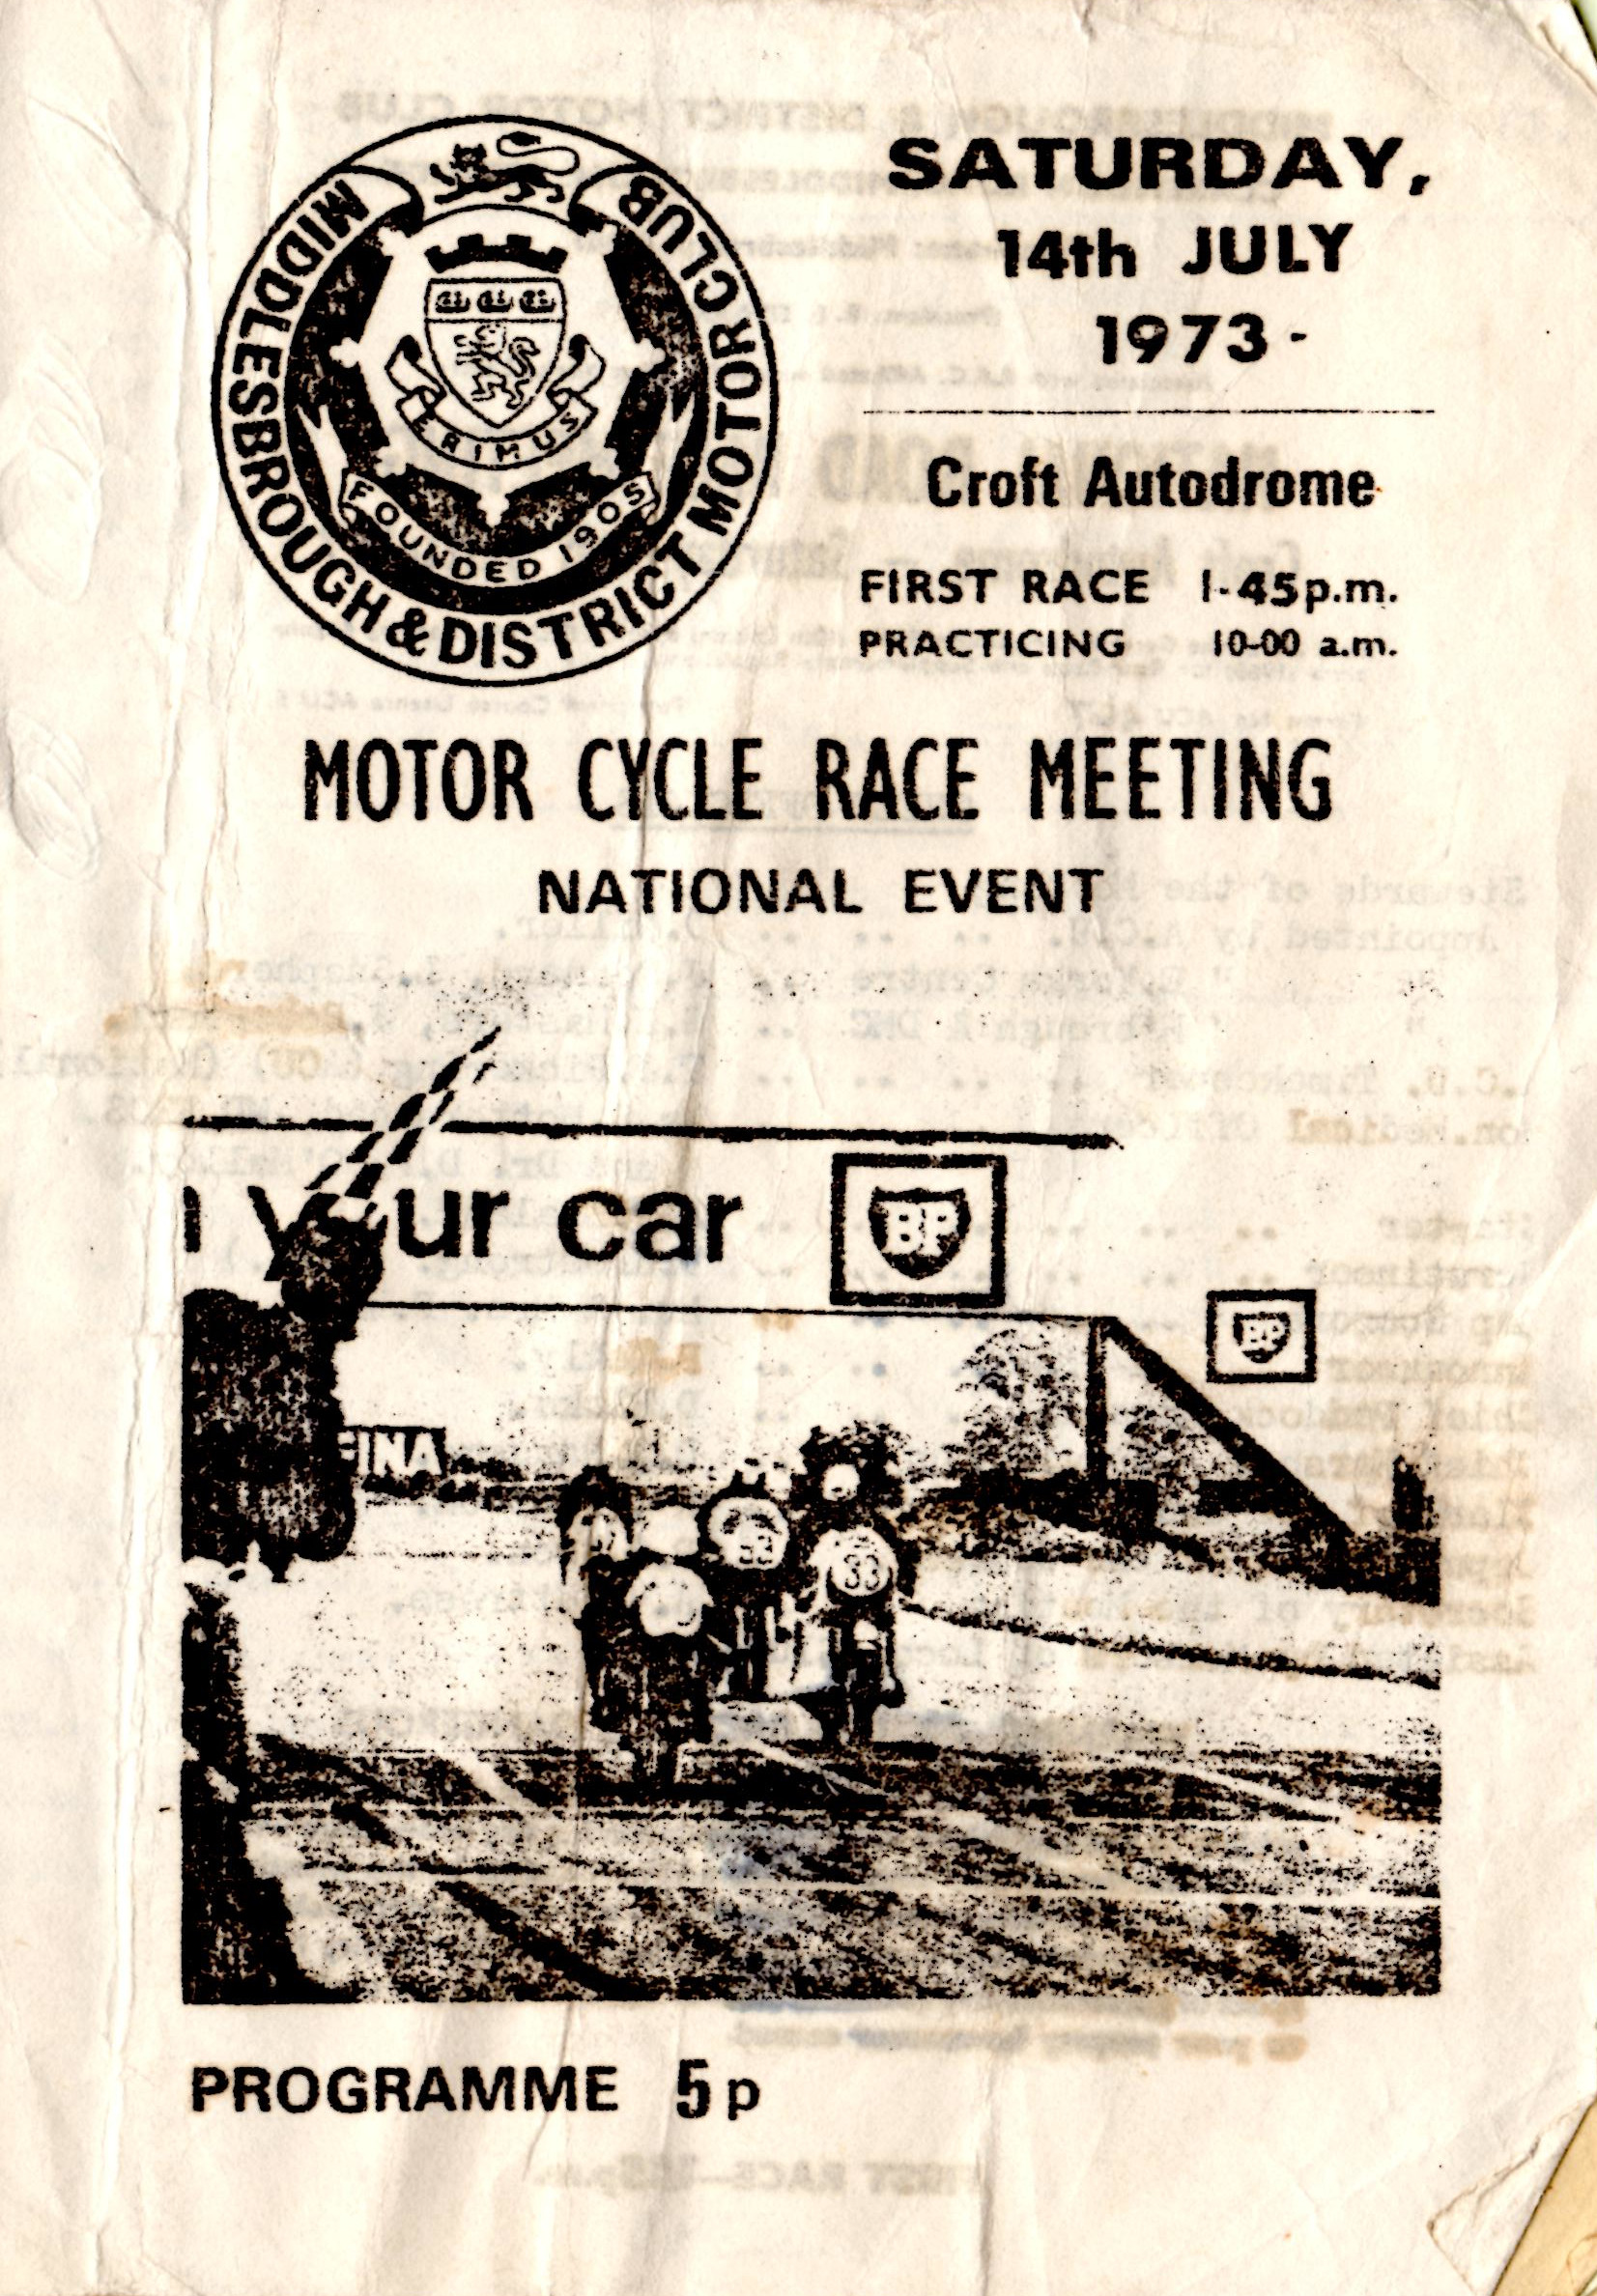 MIDDLESBROUGH & DISTRICT MOTOR CLUB
ERIMUS
FOUNDED 1905
SATURDAY,
14th JULY
1973-
Croft Autodrome
FIRST RACE 1-45p.m.
PRACTICING 10-00 a.m.
MOTOR CYCLE RACE MEETING
NATIONAL EVENT
your car
BP
BP
FINA
33
PROGRAMME 5p